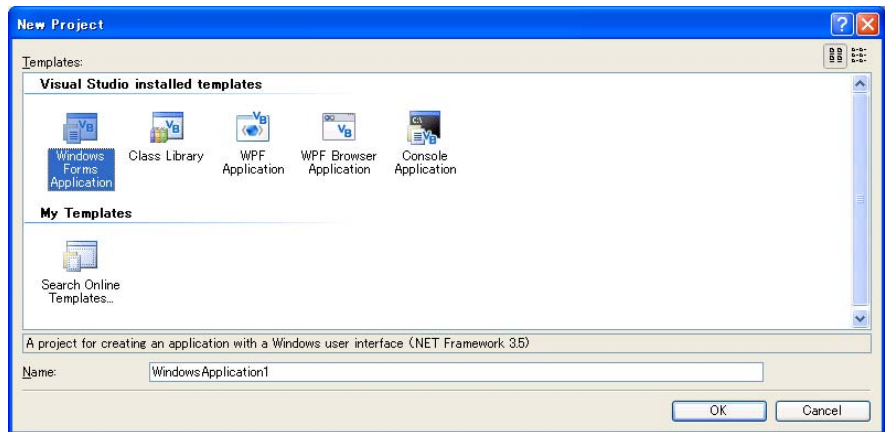 New Project
Templates:
Visual Studio installed templates
Windows Forms Application
Class Library
WPF Application
WPF Browser Application
Console Application
My Templates
Search Online Templates...
A project for creating an application with a Windows user interface (NET Framework 3.5)
Name:
WindowsApplication1
OK
Cancel